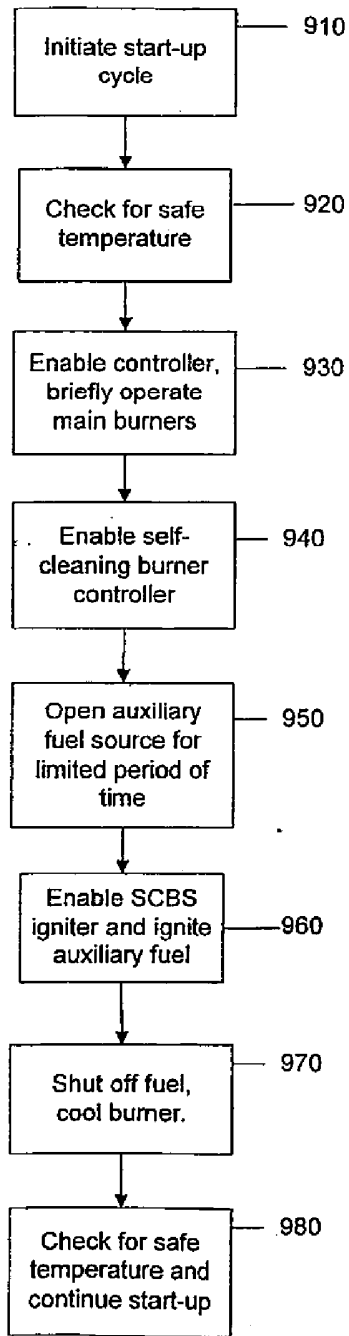 Initiate start-up
cycle
910
Check for safe
temperature
920
Enable controller,
briefly operate
main burners
930
Enable self-
cleaning burner
controller
940
Open auxiliary
fuel source for
limited period of
time
950
Enable SCBS
igniter and ignite
auxiliary fuel
960
Shut off fuel,
cool burner.
970
Check for safe
temperature and
continue start-up
980